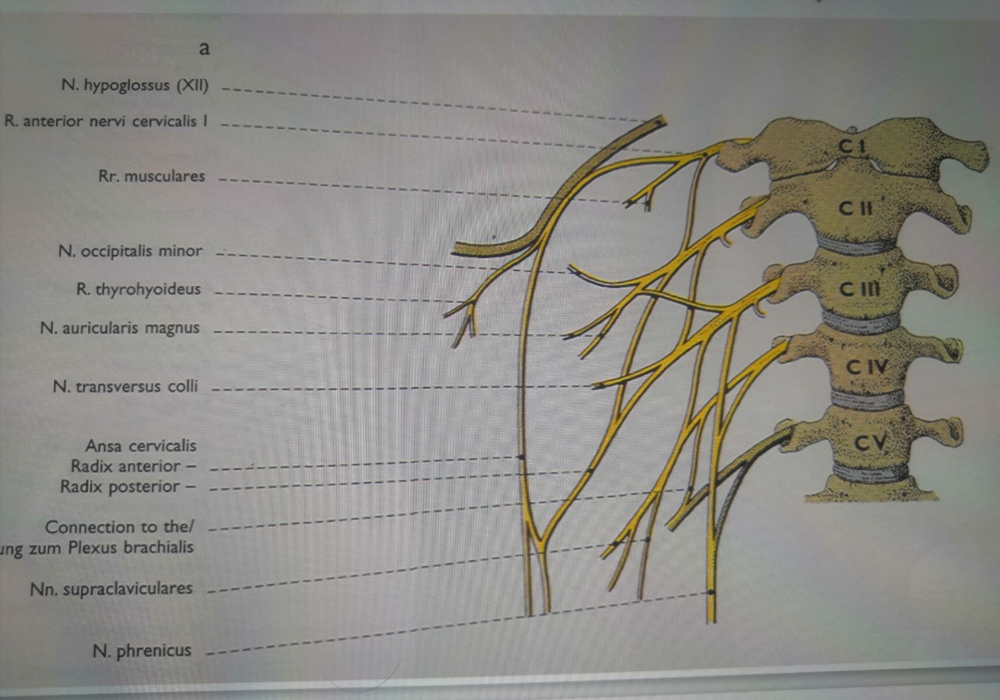 a
N. hypoglossus (XII)
R. anterior nervi cervicalis I
Rr. musculares
N. occipitalis minor
R. thyrohyoideus
N. auricularis magnus
N. transversus colli
Ansa cervicalis
Radix anterior –
Radix posterior –
Connection to the/
ung zum Plexus brachialis
Nn. supraclaviculares
N. phrenicus
C I
C II
C III
C IV
C V